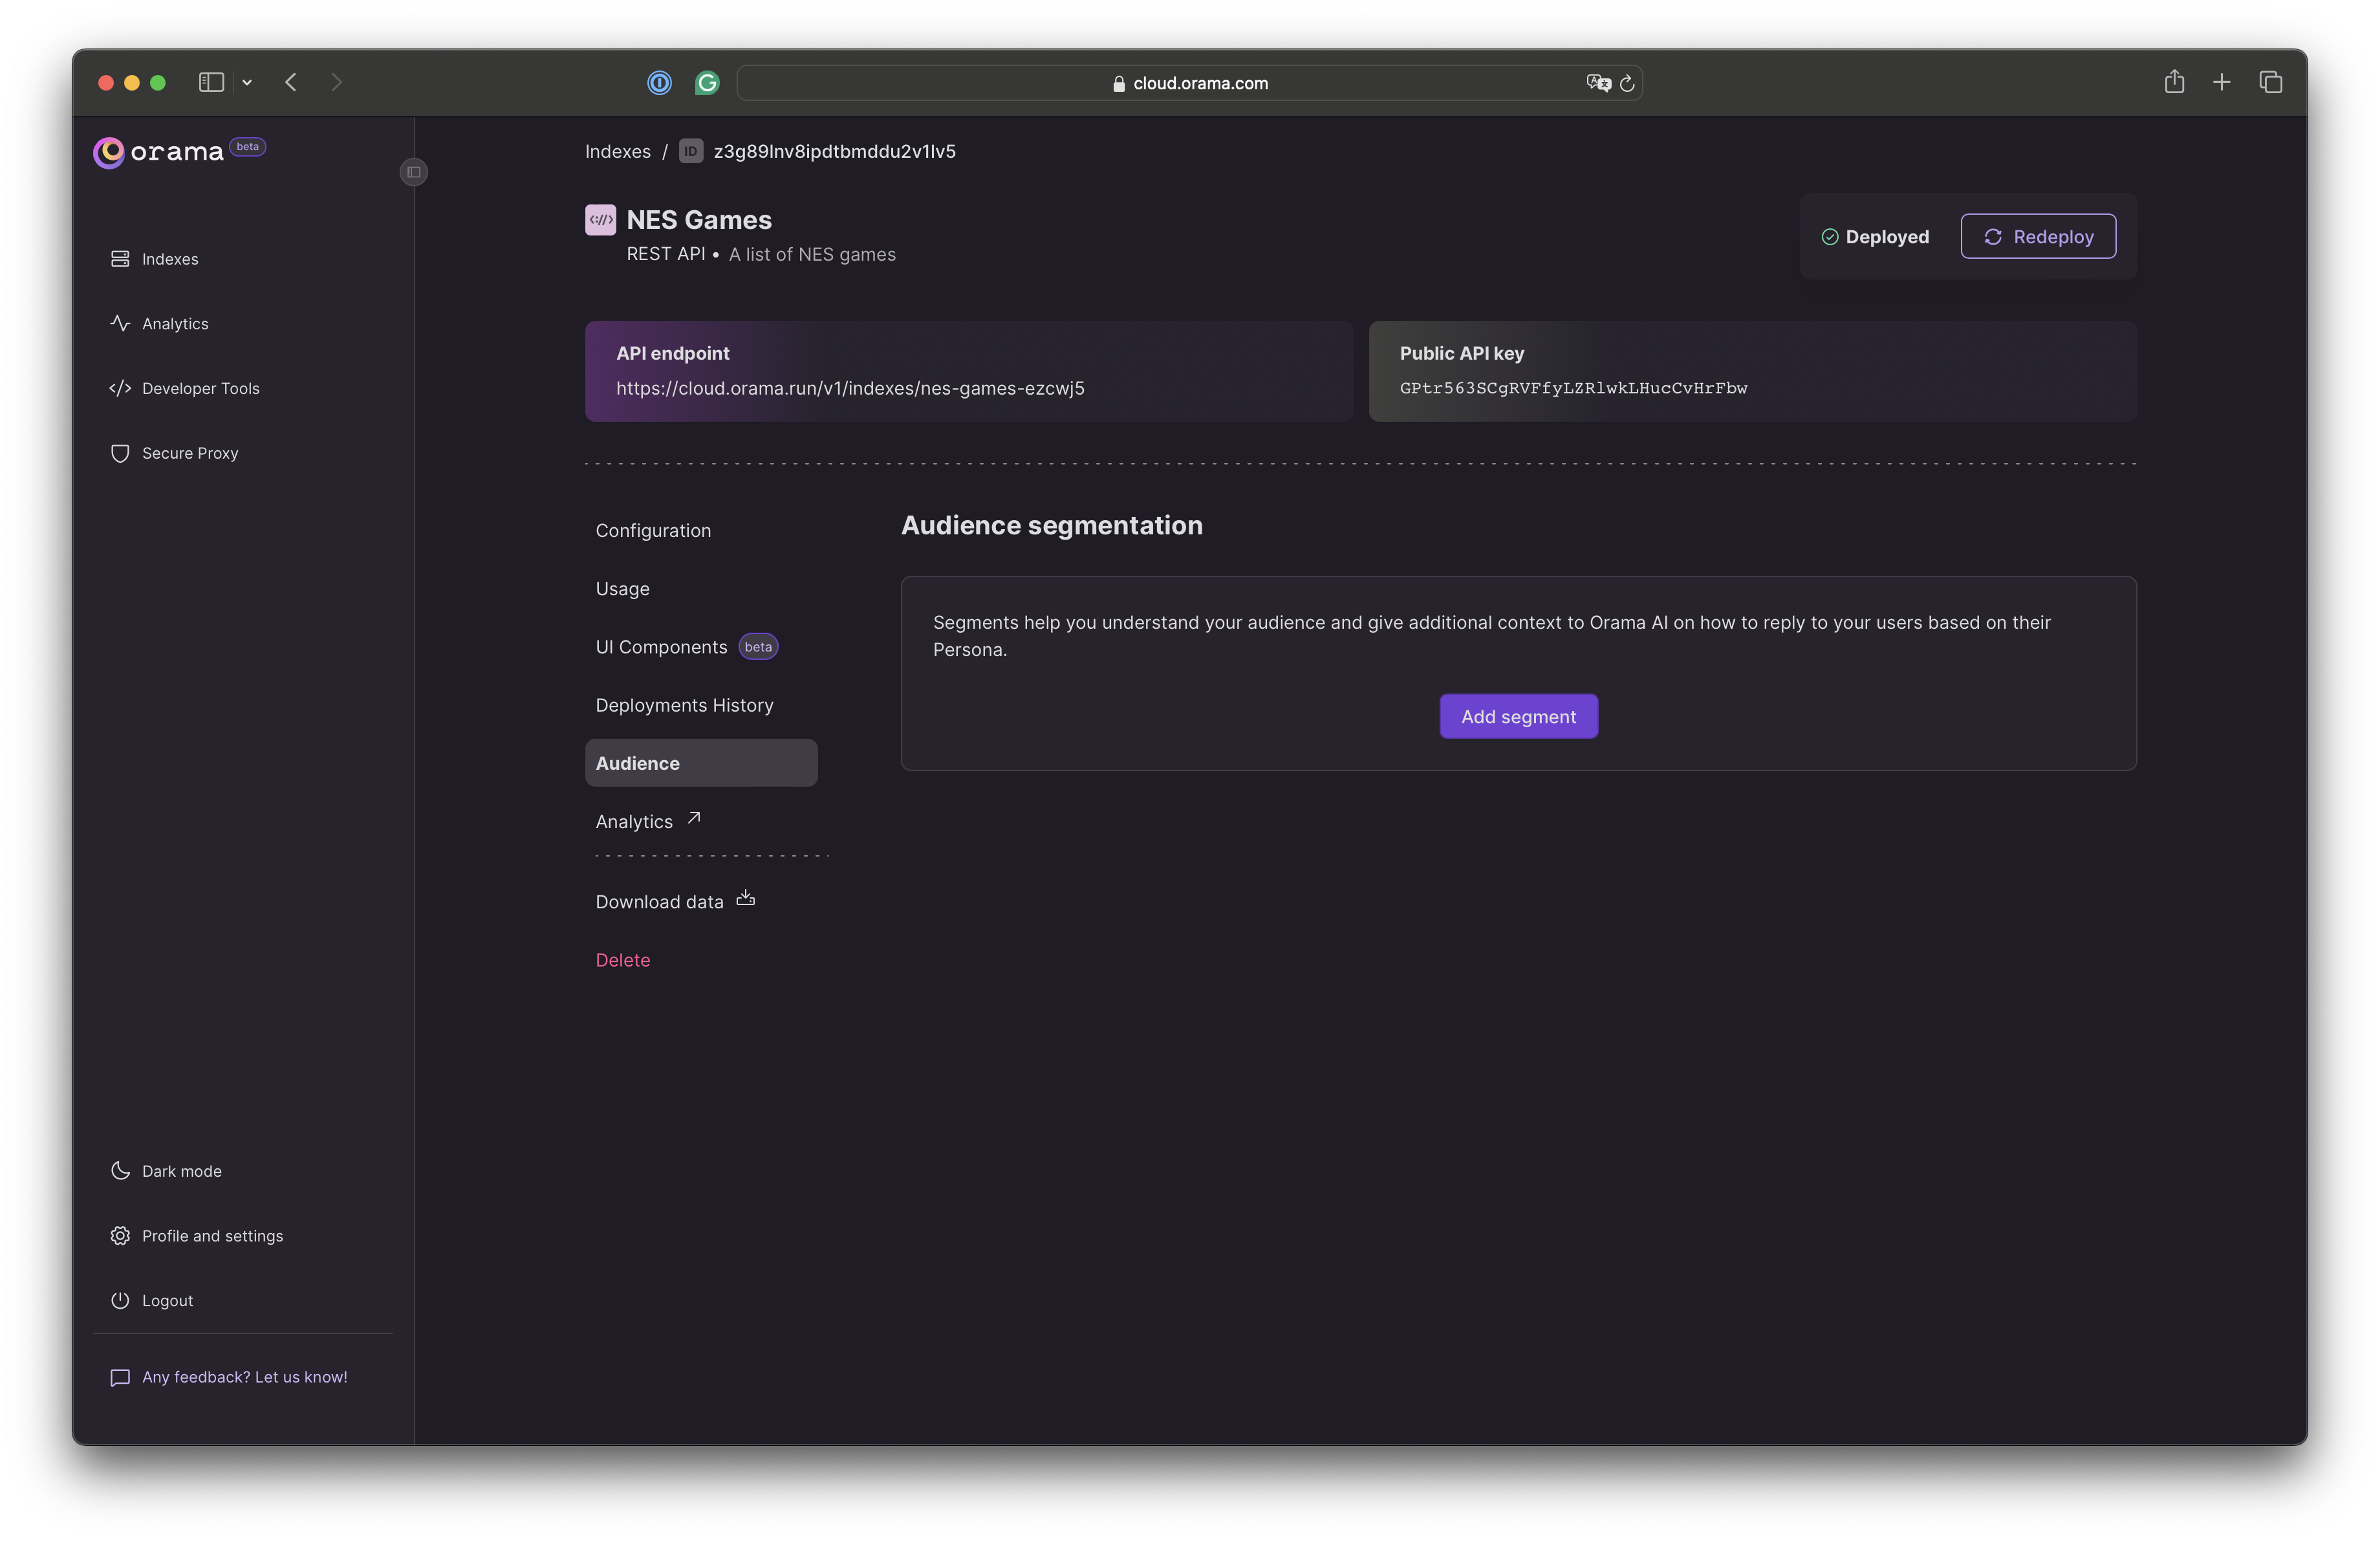 cloud.orama.com
orama beta
Indexes
Analytics
Developer Tools
Secure Proxy
Dark mode
Profile and settings
Logout
Any feedback? Let us know!
Indexes / ID z3g89lnv8ipdtbmddu2v1lv5
NES Games
REST API • A list of NES games
Deployed
Redeploy
API endpoint
https://cloud.orama.run/v1/indexes/nes-games-ezcwj5
Public API key
GPtr563SCgRVFfyLZRlwkLHucCvHrFbw
Configuration
Usage
UI Components beta
Deployments History
Audience
Analytics
Download data
Delete
Audience segmentation
Segments help you understand your audience and give additional context to Orama AI on how to reply to your users based on their
Persona.
Add segment